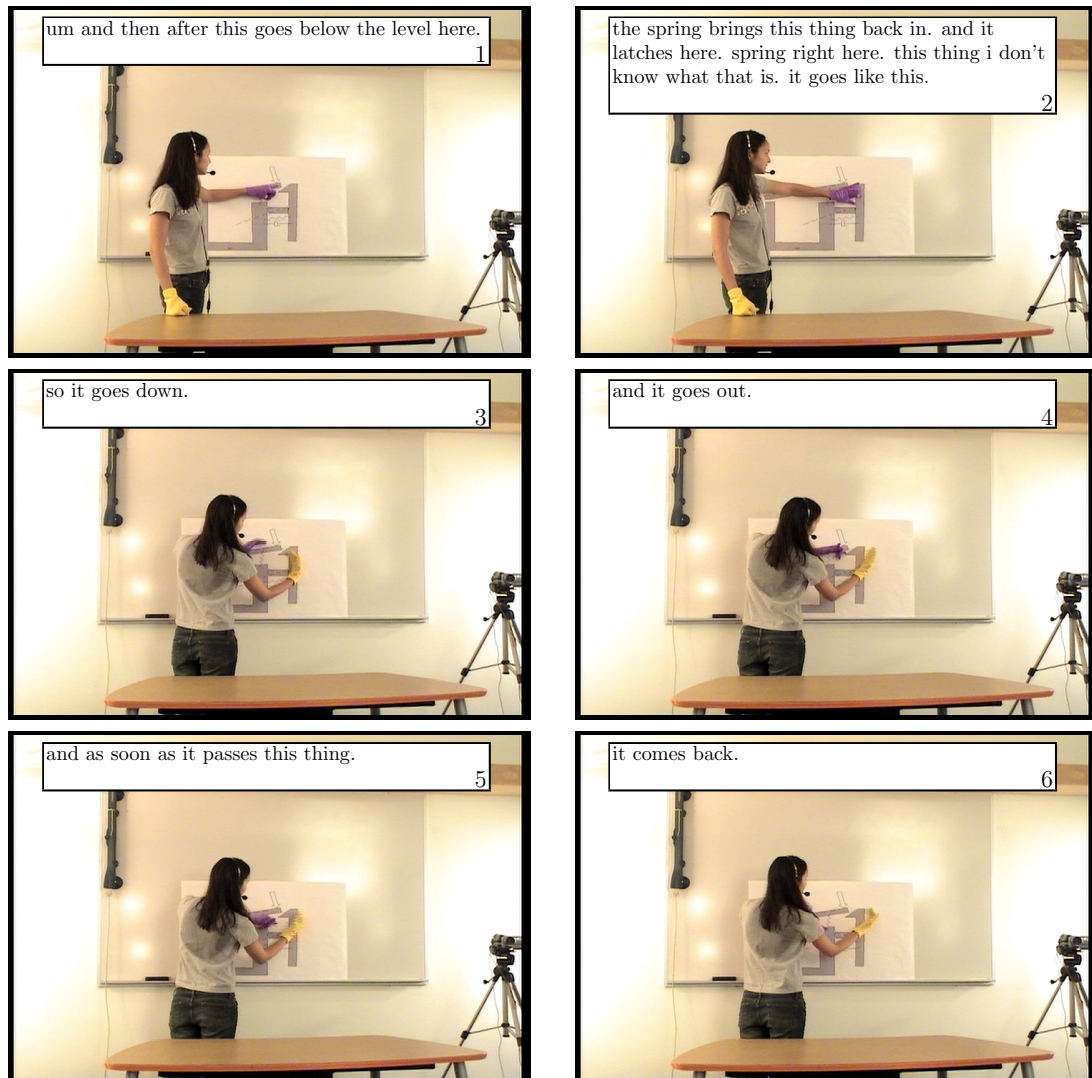 um and then after this goes below the level here.
1
the spring brings this thing back in. and it
latches here. spring right here. this thing i don't
know what that is. it goes like this.
2
so it goes down.
3
and it goes out.
4
and as soon as it passes this thing.
5
it comes back.
6